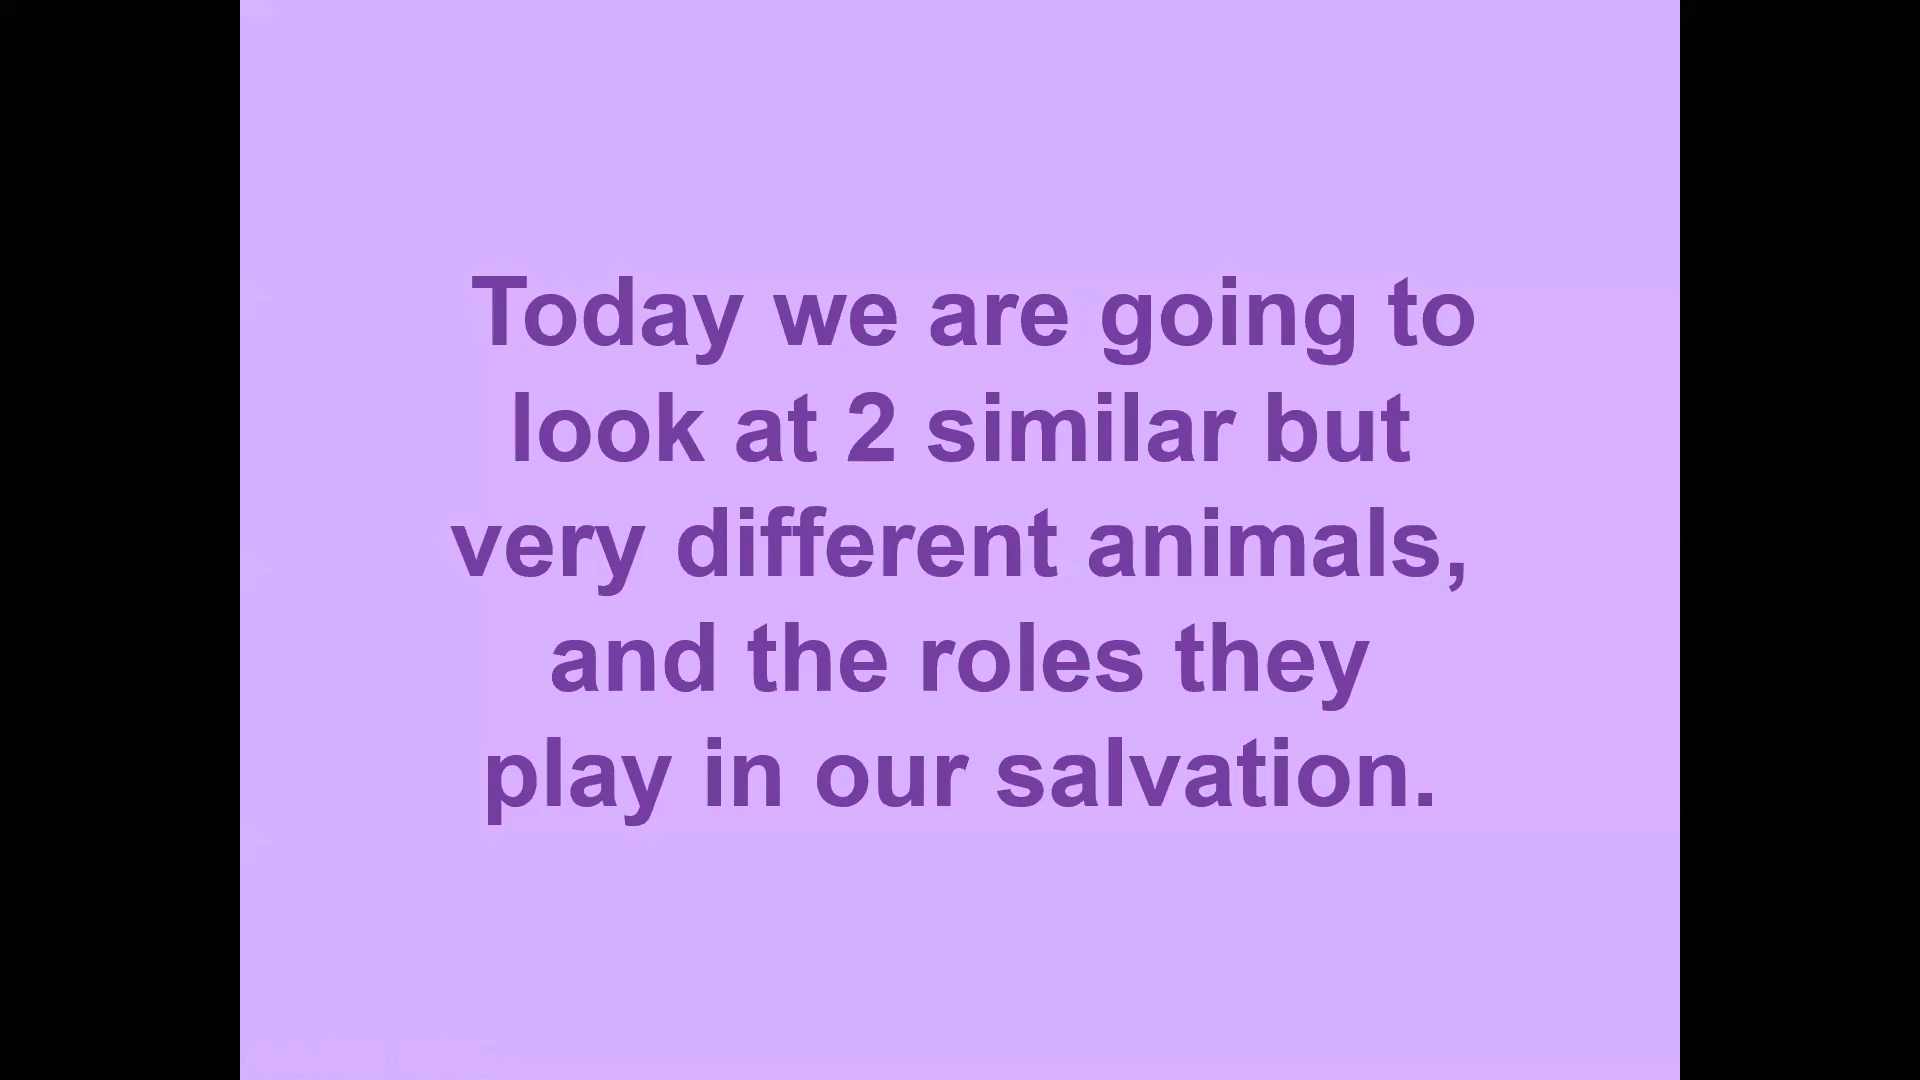 Today we are going to
look at 2 similar but
very different animals,
and the roles they
play in our salvation.